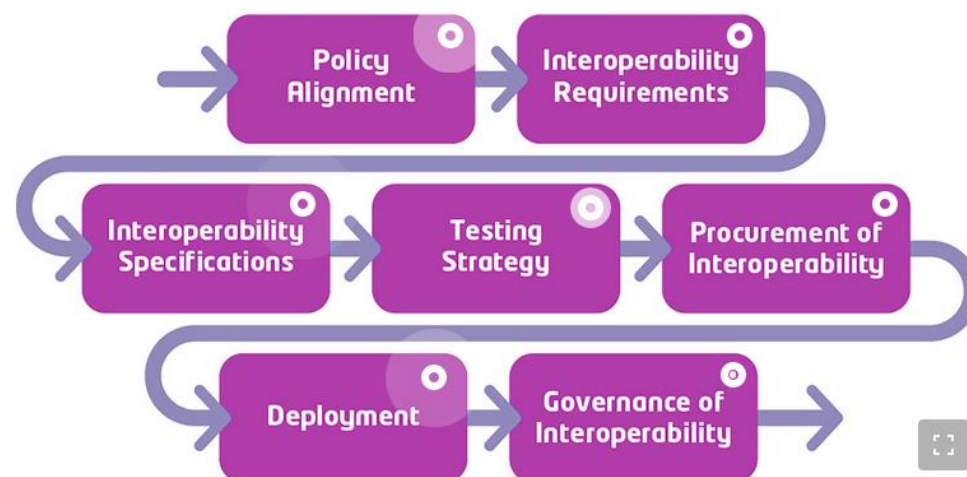 Policy
Alignment
Interoperability
Requirements
Interoperability
Specifications
Testing
Strategy
Procurement of
Interoperability
Deployment
Governance of
Interoperability